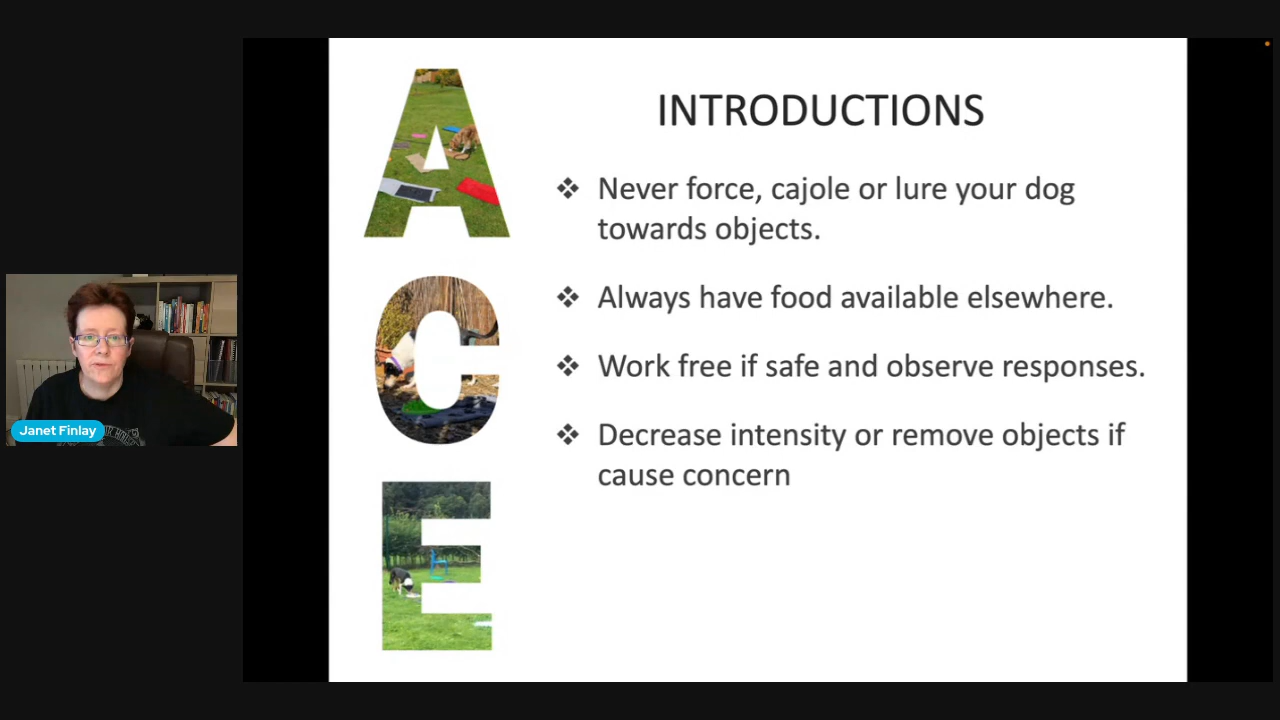 A
C
E
INTRODUCTIONS
❖ Never force, cajole or lure your dog
towards objects.
❖ Always have food available elsewhere.
❖ Work free if safe and observe responses.
❖ Decrease intensity or remove objects if
cause concern
Janet Finlay